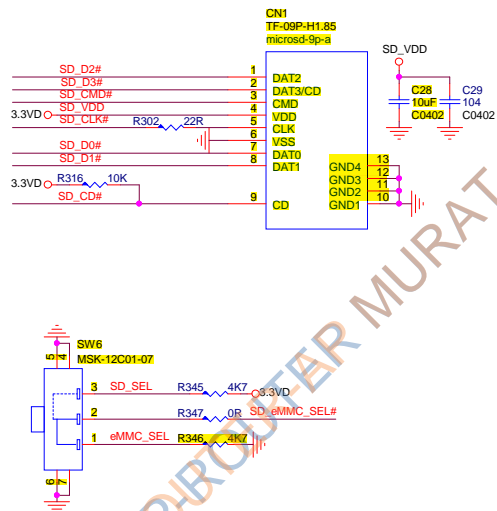 CN1
TF-09P-H1.85
microsd-9p-a
SD_VDD
SD_D2# 1 DAT2
SD_D3# 2 DAT3/CD
SD_CMD# 3 CMD
3.3VD SD_VDD 4 VDD
SD_CLK# R302 22R 5 CLK
6 VSS
SD_D0# 7 DAT0
SD_D1# 8 DAT1
3.3VD R316 10K
SD_CD# 9 CD
GND4 13
GND3 12
GND2 11
GND1 10
C28
10uF
C0402
C29
104
C0402
SW6
MSK-12C01-07
5 4
3 SD_SEL R345 4K7 3.3VD
2 R347 0R SD_eMMC_SEL#
1 eMMC_SEL R346 4K7
6 7